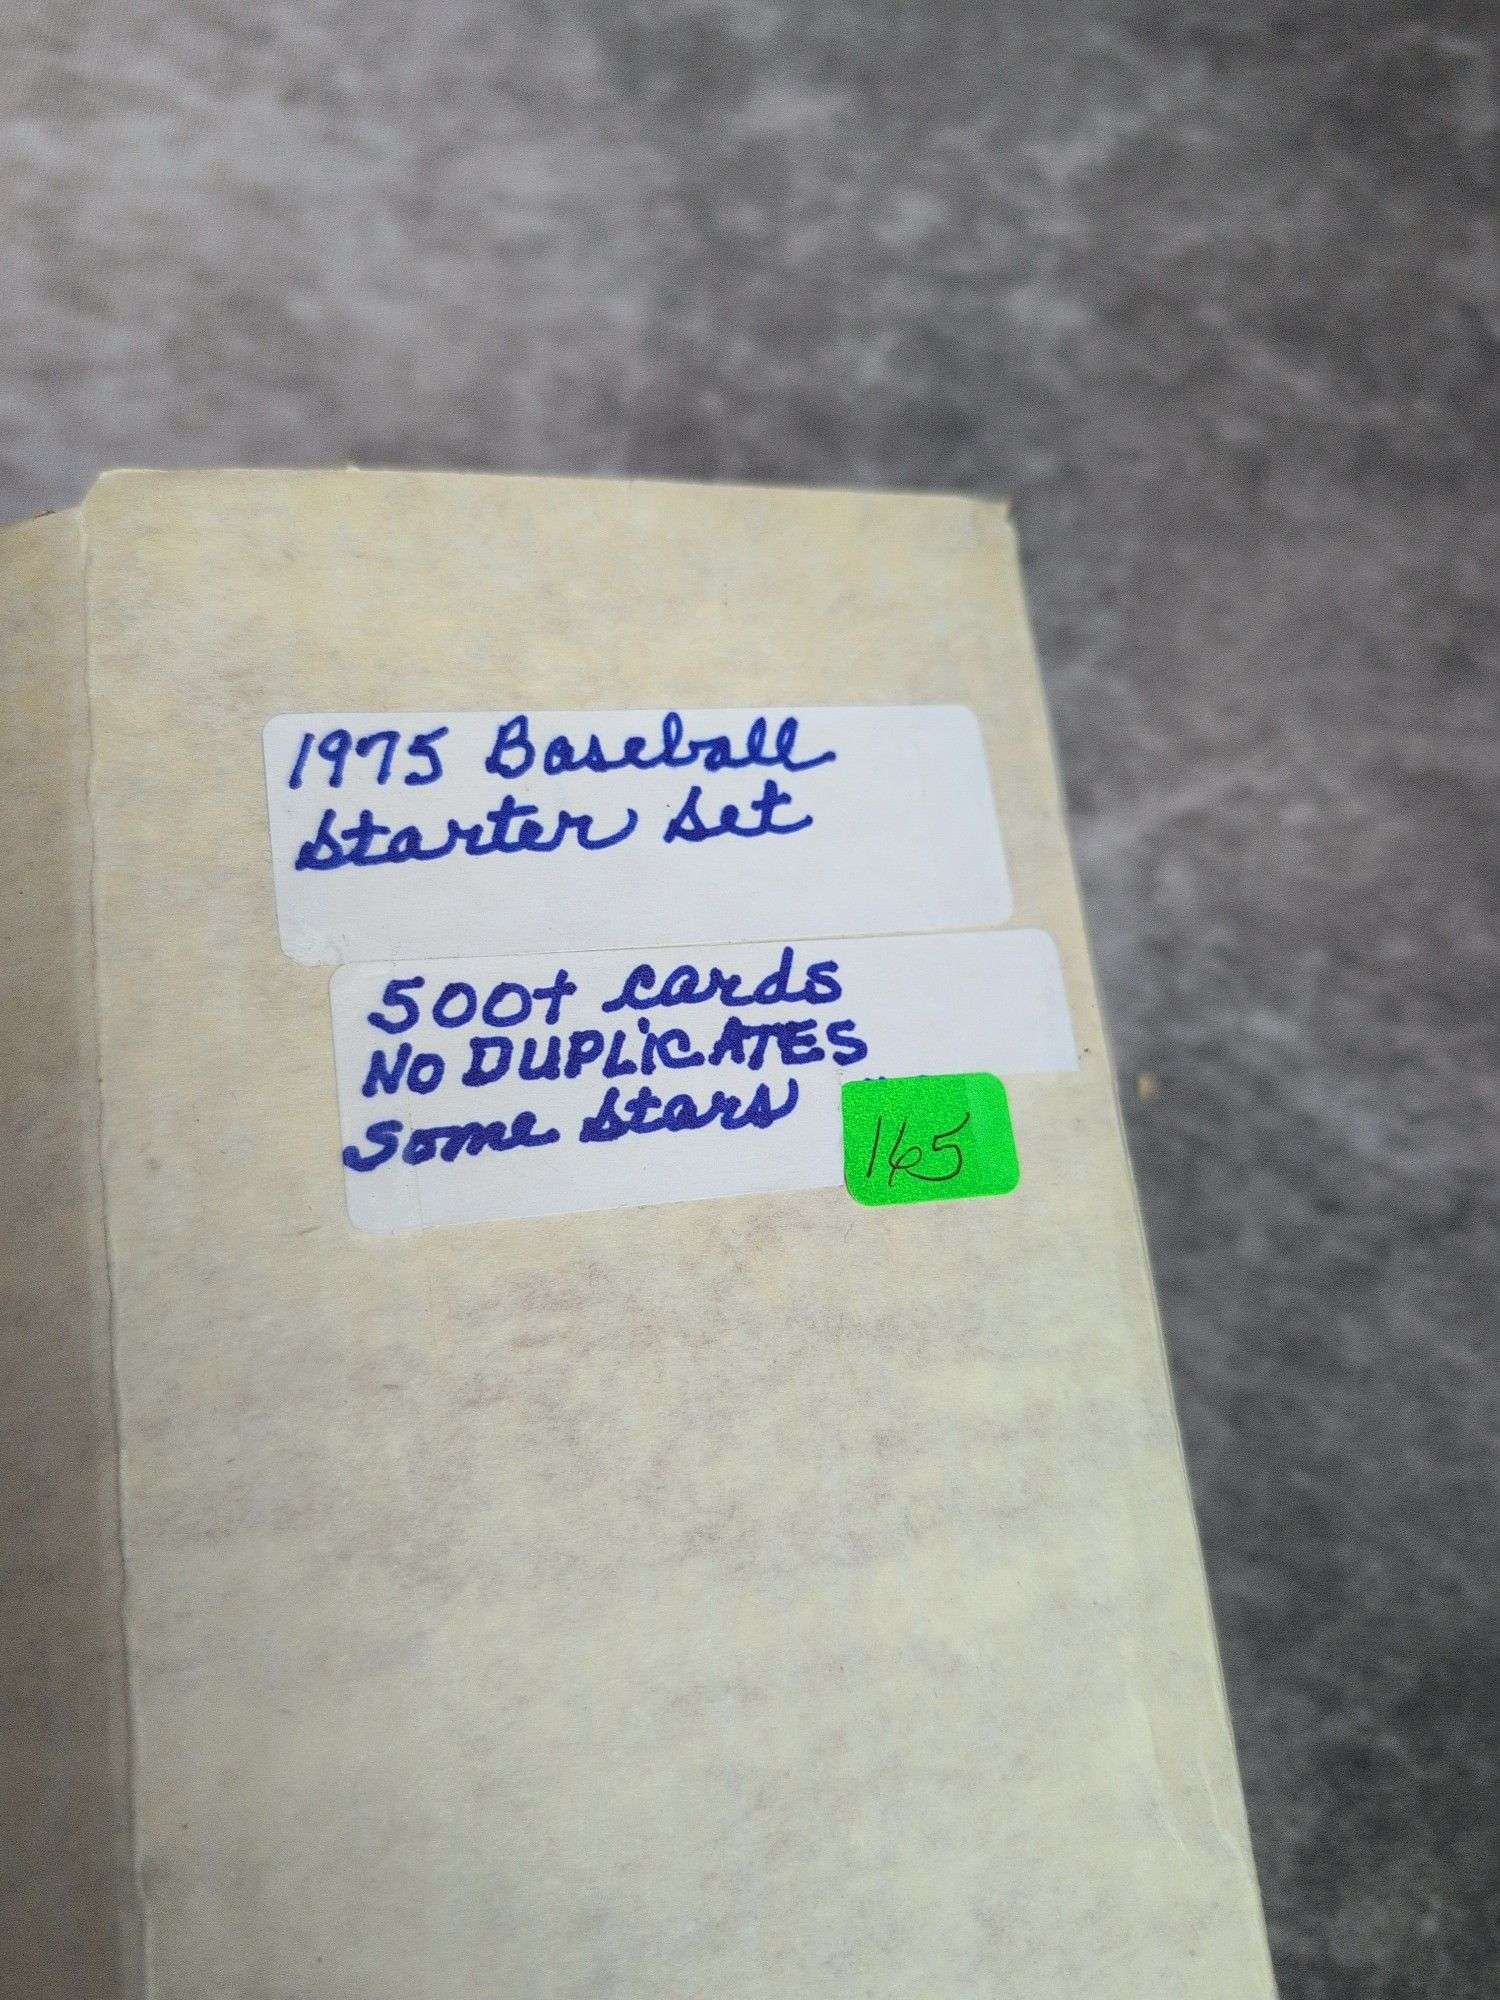 1975 Baseball
Starter Set
500+ cards
NO DUPLiCATES
Some Stars
165